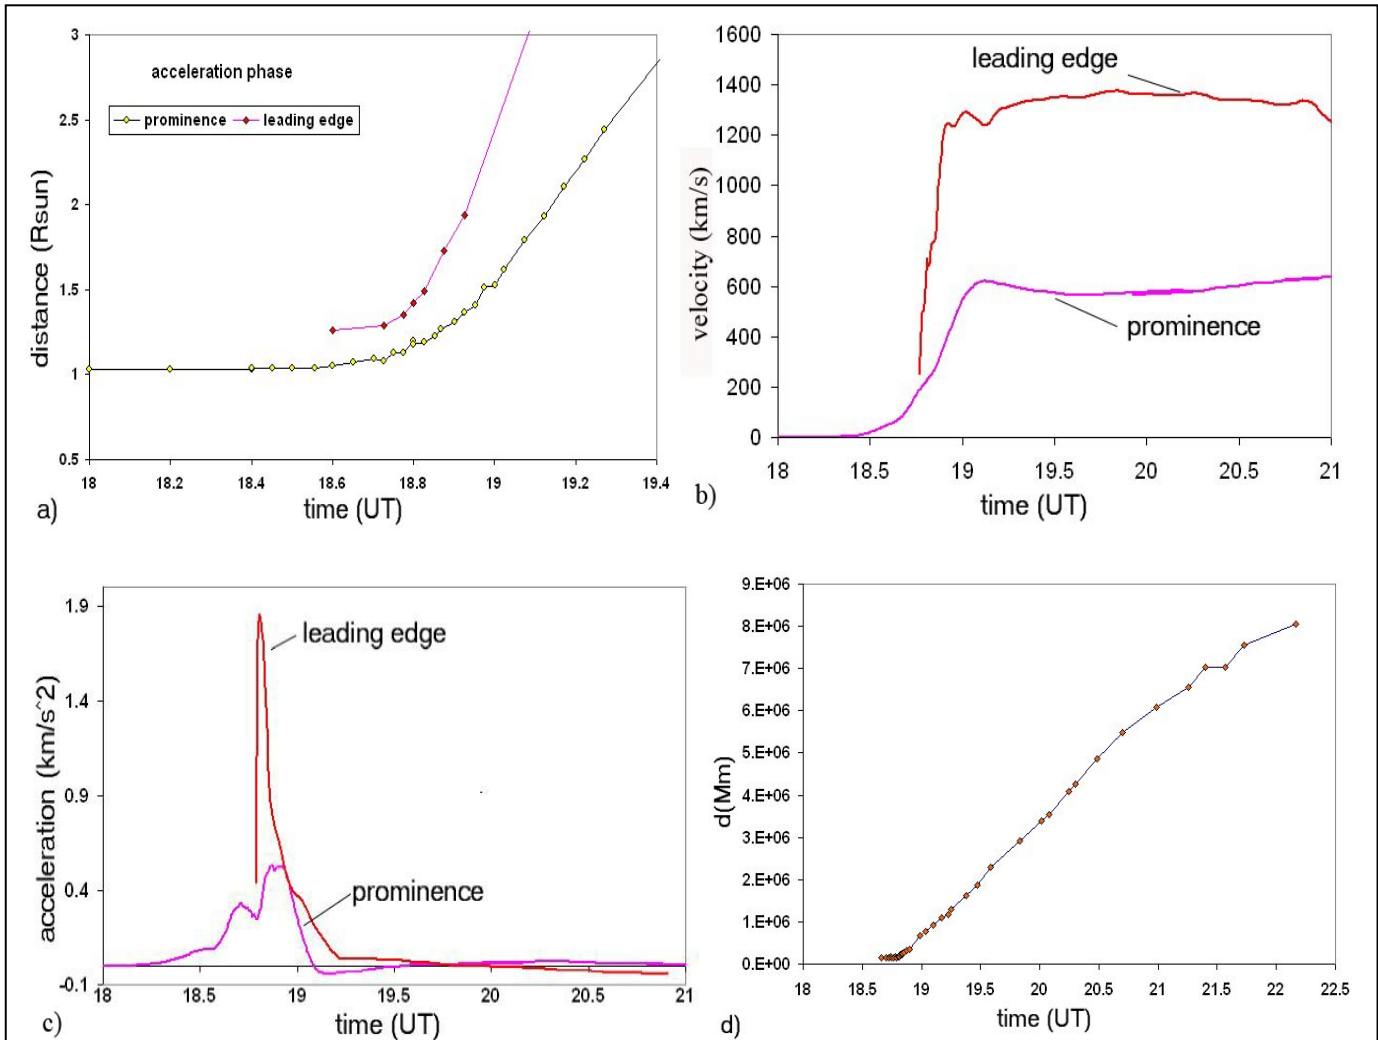 3
2.5
2
1.5
1
0.5
acceleration phase
prominence leading edge
distance (Rsun)
18 18.2 18.4 18.6 18.8 19 19.2 19.4
time (UT)
a)
1600
1400
1200
1000
800
600
400
200
0
leading edge
prominence
velocity (km/s)
18 18.5 19 19.5 20 20.5 21
time (UT)
b)
1.9
1.4
0.9
0.4
-0.1
leading edge
prominence
acceleration (km/s^2)
18 18.5 19 19.5 20 20.5 21
time (UT)
c)
9.E+06
8.E+06
7.E+06
6.E+06
5.E+06
4.E+06
3.E+06
2.E+06
1.E+06
0.E+00
d(Mm)
18 18.5 19 19.5 20 20.5 21 21.5 22 22.5
time (UT)
d)